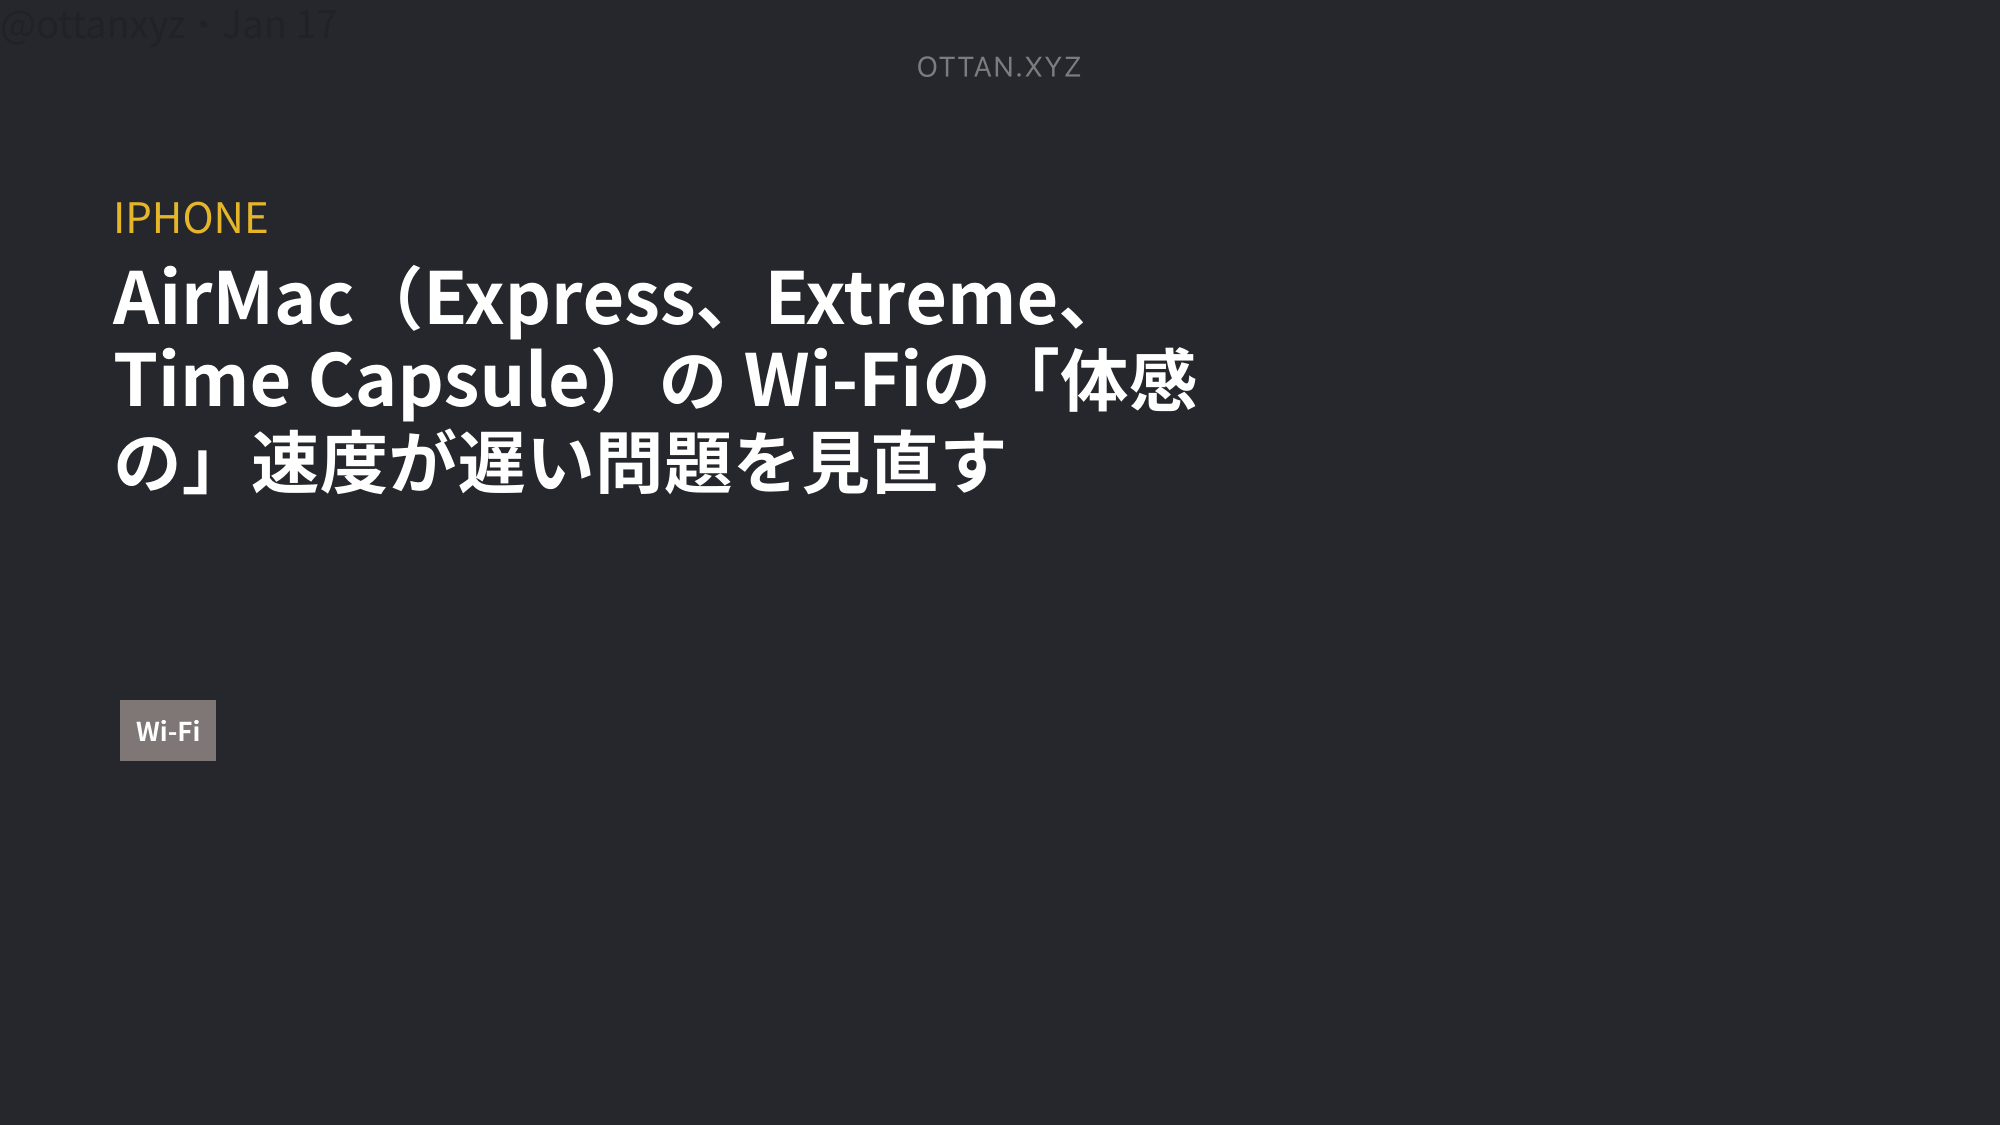 @ottanxyz・Jan 17
OTTAN.XYZ
IPHONE
AirMac（Express、Extreme、
Time Capsule）の Wi-Fiの「体感
の」速度が遅い問題を見直す
Wi-Fi